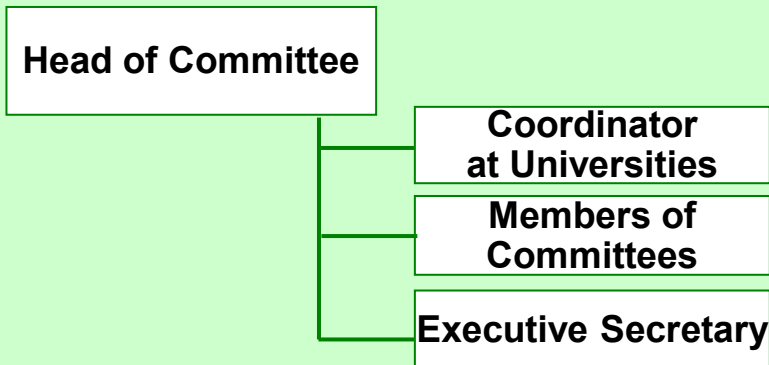 Head of Committee
Coordinator
at Universities
Members of
Committees
Executive Secretary